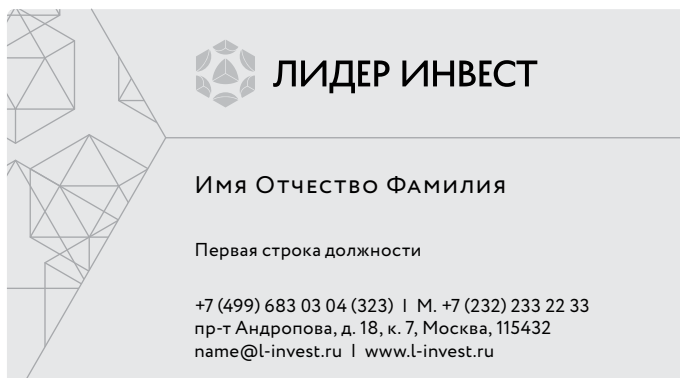 ЛИДЕР ИНВЕСТ
Имя Отчество Фамилия
Первая строка должности
+7 (499) 683 03 04 (323) | М. +7 (232) 233 22 33
пр-т Андропова, д. 18, к. 7, Москва, 115432
name@l-invest.ru | www.l-invest.ru